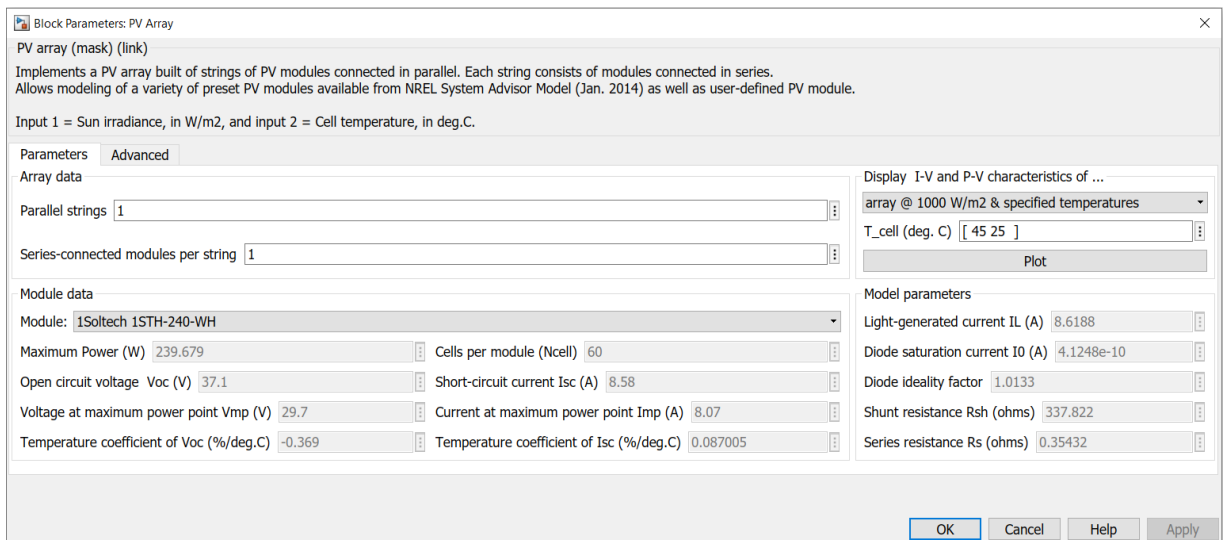 Block Parameters: PV Array
PV array (mask) (link)
Implements a PV array built of strings of PV modules connected in parallel. Each string consists of modules connected in series.
Allows modeling of a variety of preset PV modules available from NREL System Advisor Model (Jan. 2014) as well as user-defined PV module.
Input 1 = Sun irradiance, in W/m2, and input 2 = Cell temperature, in deg.C.
Parameters Advanced
Array data
Parallel strings 1
Series-connected modules per string 1
Display I-V and P-V characteristics of ...
array @ 1000 W/m2 & specified temperatures
T_cell (deg. C) [ 45 25 ]
Plot
Module data
Module: 1Soltech 1STH-240-WH
Maximum Power (W) 239.679 Cells per module (Ncell) 60
Open circuit voltage Voc (V) 37.1 Short-circuit current Isc (A) 8.58
Voltage at maximum power point Vmp (V) 29.7 Current at maximum power point Imp (A) 8.07
Temperature coefficient of Voc (%/deg.C) -0.369 Temperature coefficient of Isc (%/deg.C) 0.087005
Model parameters
Light-generated current IL (A) 8.6188
Diode saturation current I0 (A) 4.1248e-10
Diode ideality factor 1.0133
Shunt resistance Rsh (ohms) 337.822
Series resistance Rs (ohms) 0.35432
OK Cancel Help Apply